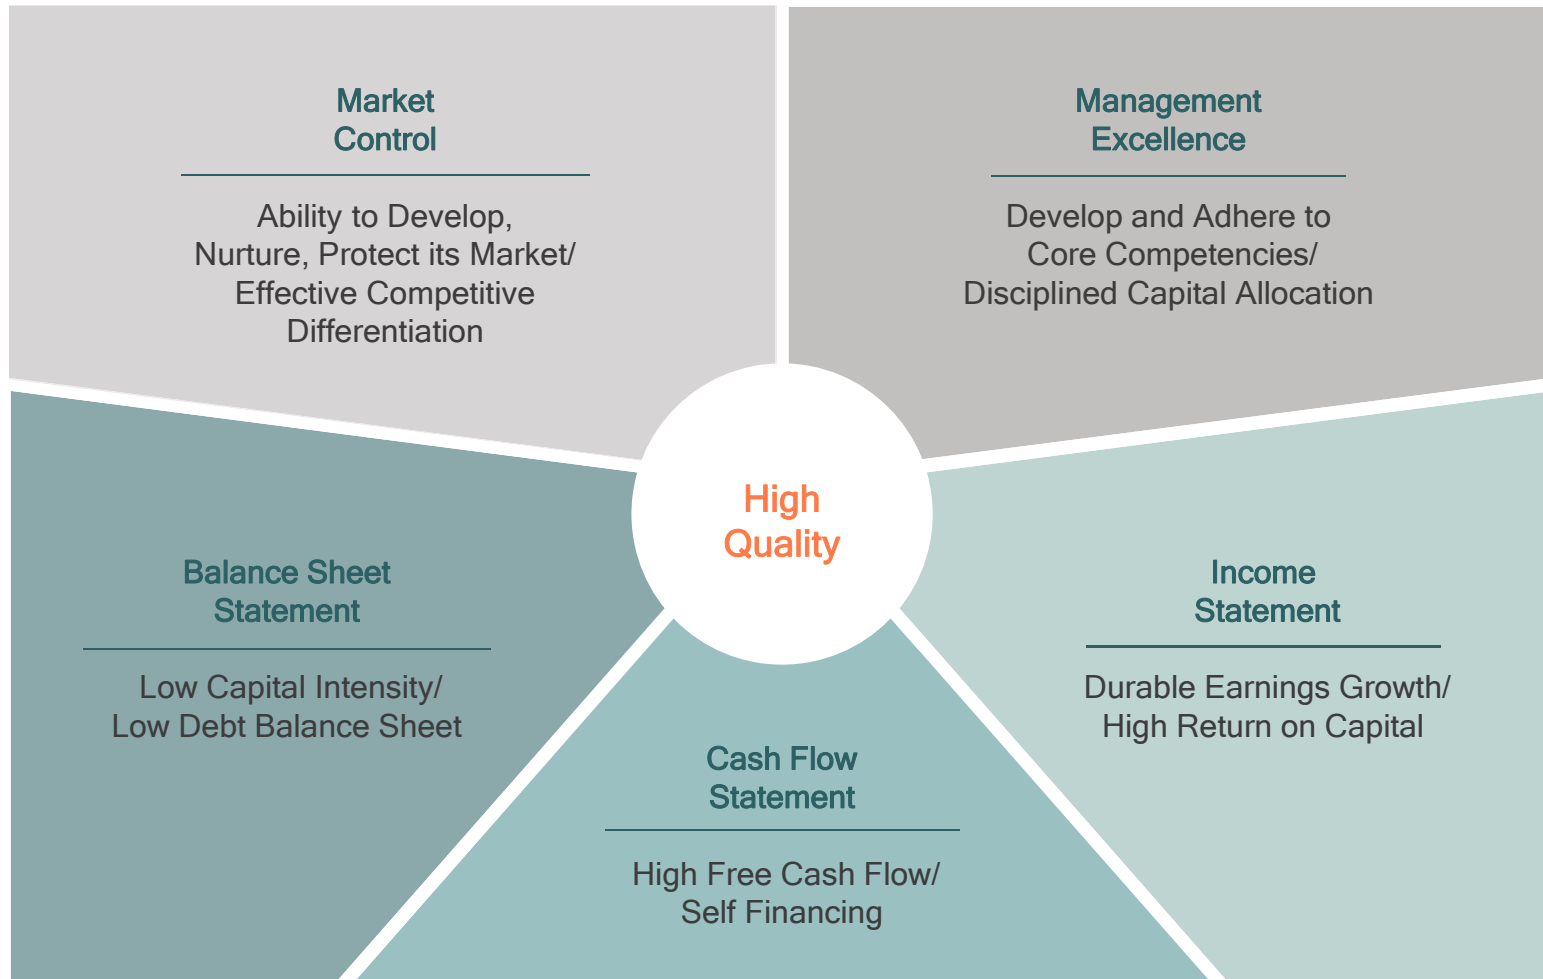 Market
Control
Ability to Develop,
Nurture, Protect its Market/
Effective Competitive
Differentiation
Management
Excellence
Develop and Adhere to
Core Competencies/
Disciplined Capital Allocation
High
Quality
Balance Sheet
Statement
Low Capital Intensity/
Low Debt Balance Sheet
Cash Flow
Statement
High Free Cash Flow/
Self Financing
Income
Statement
Durable Earnings Growth/
High Return on Capital